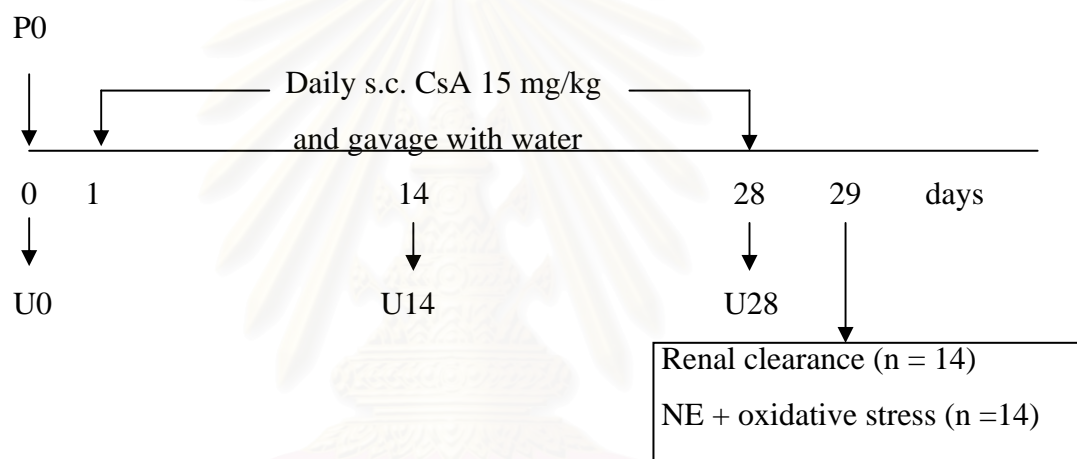 P0
Daily s.c. CsA 15 mg/kg
and gavage with water
0 1 14 28 29 days
U0 U14 U28
Renal clearance (n = 14)
NE + oxidative stress (n =14)